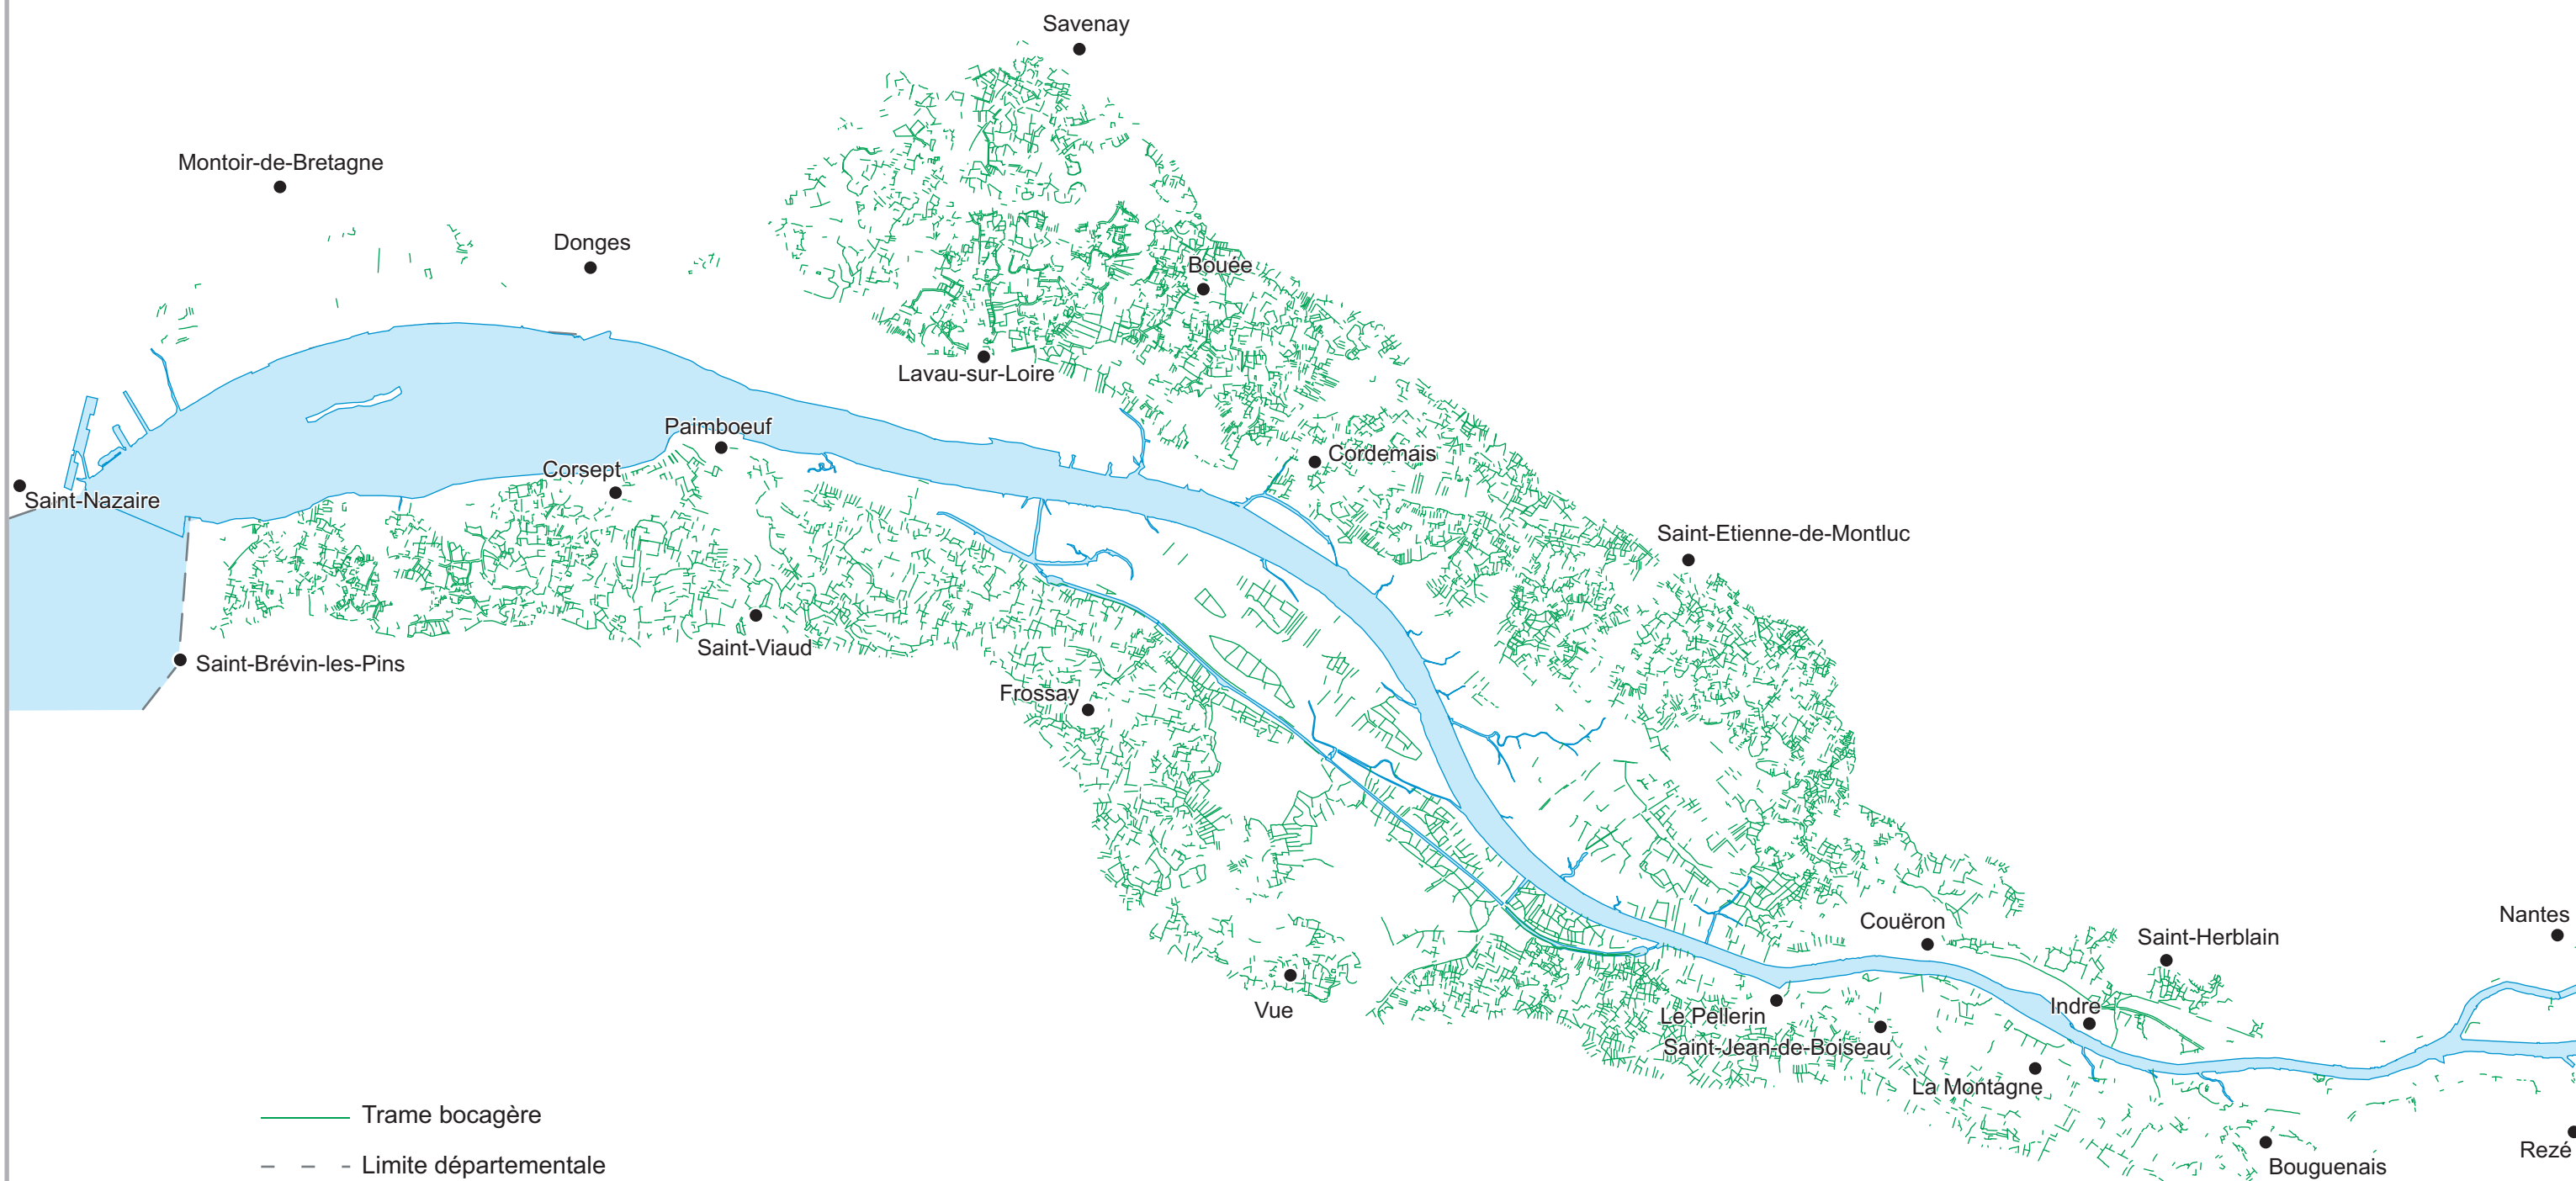 Savenay
Montoir-de-Bretagne
Donges
Bouée
Lavau-sur-Loire
Paimboeuf
Cordemais
Corsept
Saint-Nazaire
Saint-Etienne-de-Montluc
Saint-Viaud
Saint-Brévin-les-Pins
Frossay
Nantes
Couëron
Saint-Herblain
Vue
Indre
Le Pellerin
Saint-Jean-de-Boiseau
La Montagne
Trame bocagère
Rezé
Limite départementale
Bouguenais